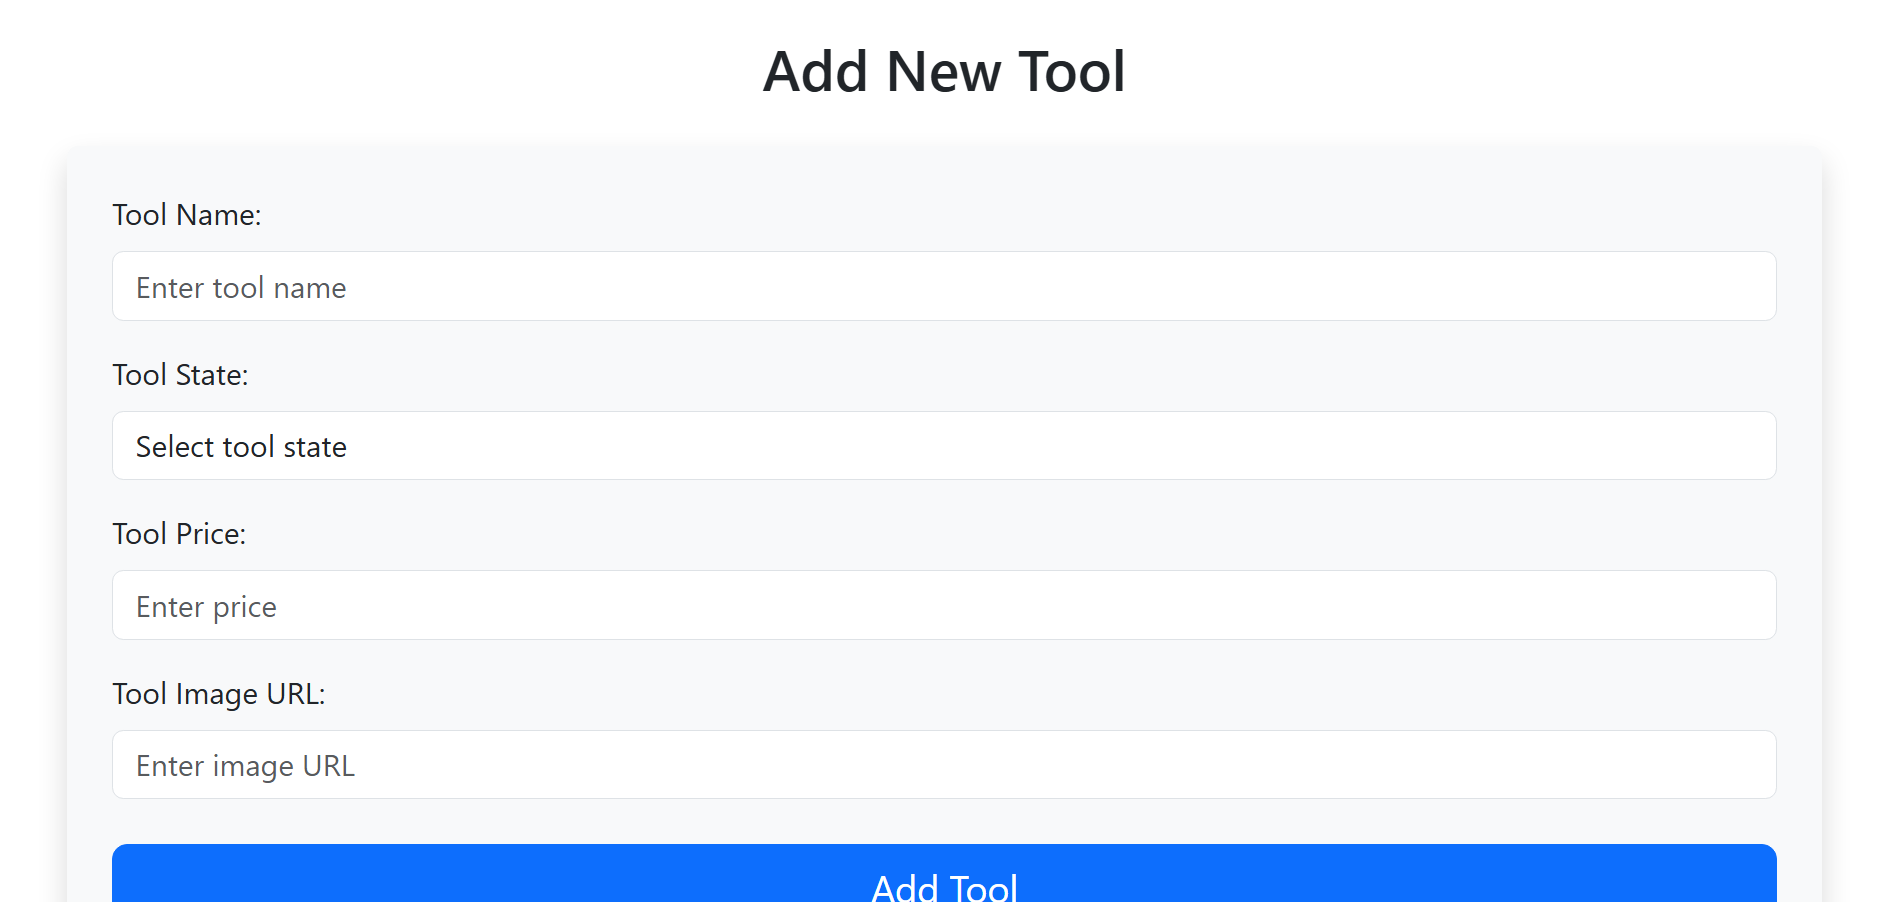 Add New Tool
Tool Name:
Enter tool name
Tool State:
Select tool state
Tool Price:
Enter price
Tool Image URL:
Enter image URL
Add Tool